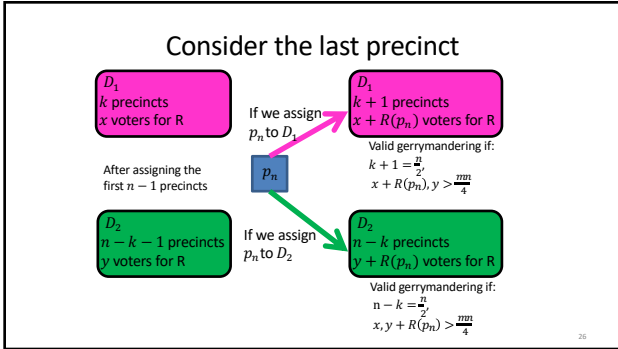 Consider the last precinct
D₁
k precincts
x voters for R
If we assign
pₙ to D₁
D₁
k + 1 precincts
x + R(pₙ) voters for R
Valid gerrymandering if:
k + 1 = n/2,
x + R(pₙ), y > mn/4
After assigning the
first n − 1 precincts
pₙ
D₂
n − k − 1 precincts
y voters for R
If we assign
pₙ to D₂
D₂
n − k precincts
y + R(pₙ) voters for R
Valid gerrymandering if:
n − k = n/2,
x, y + R(pₙ) > mn/4
26